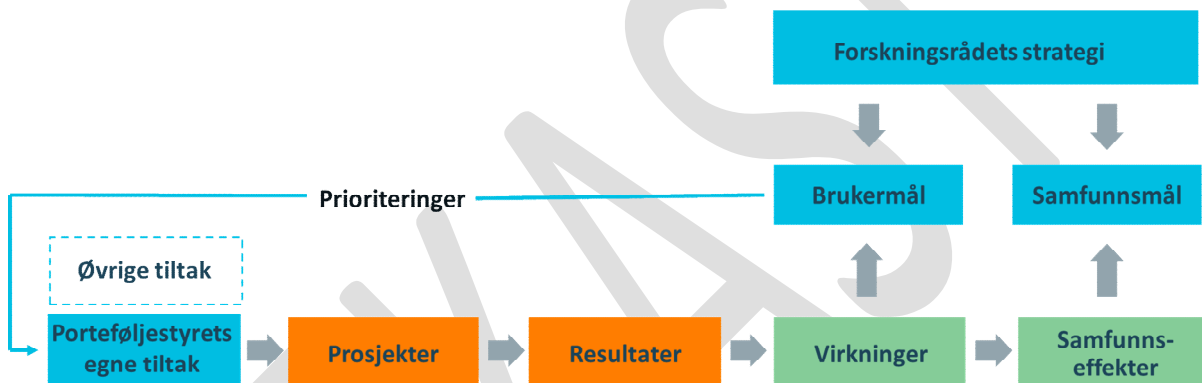 Forskningsrådets strategi
Prioriteringer
Brukermål
Samfunnsmål
Øvrige tiltak
Porteføljestyrets
egne tiltak
Prosjekter
Resultater
Virkninger
Samfunns-
effekter